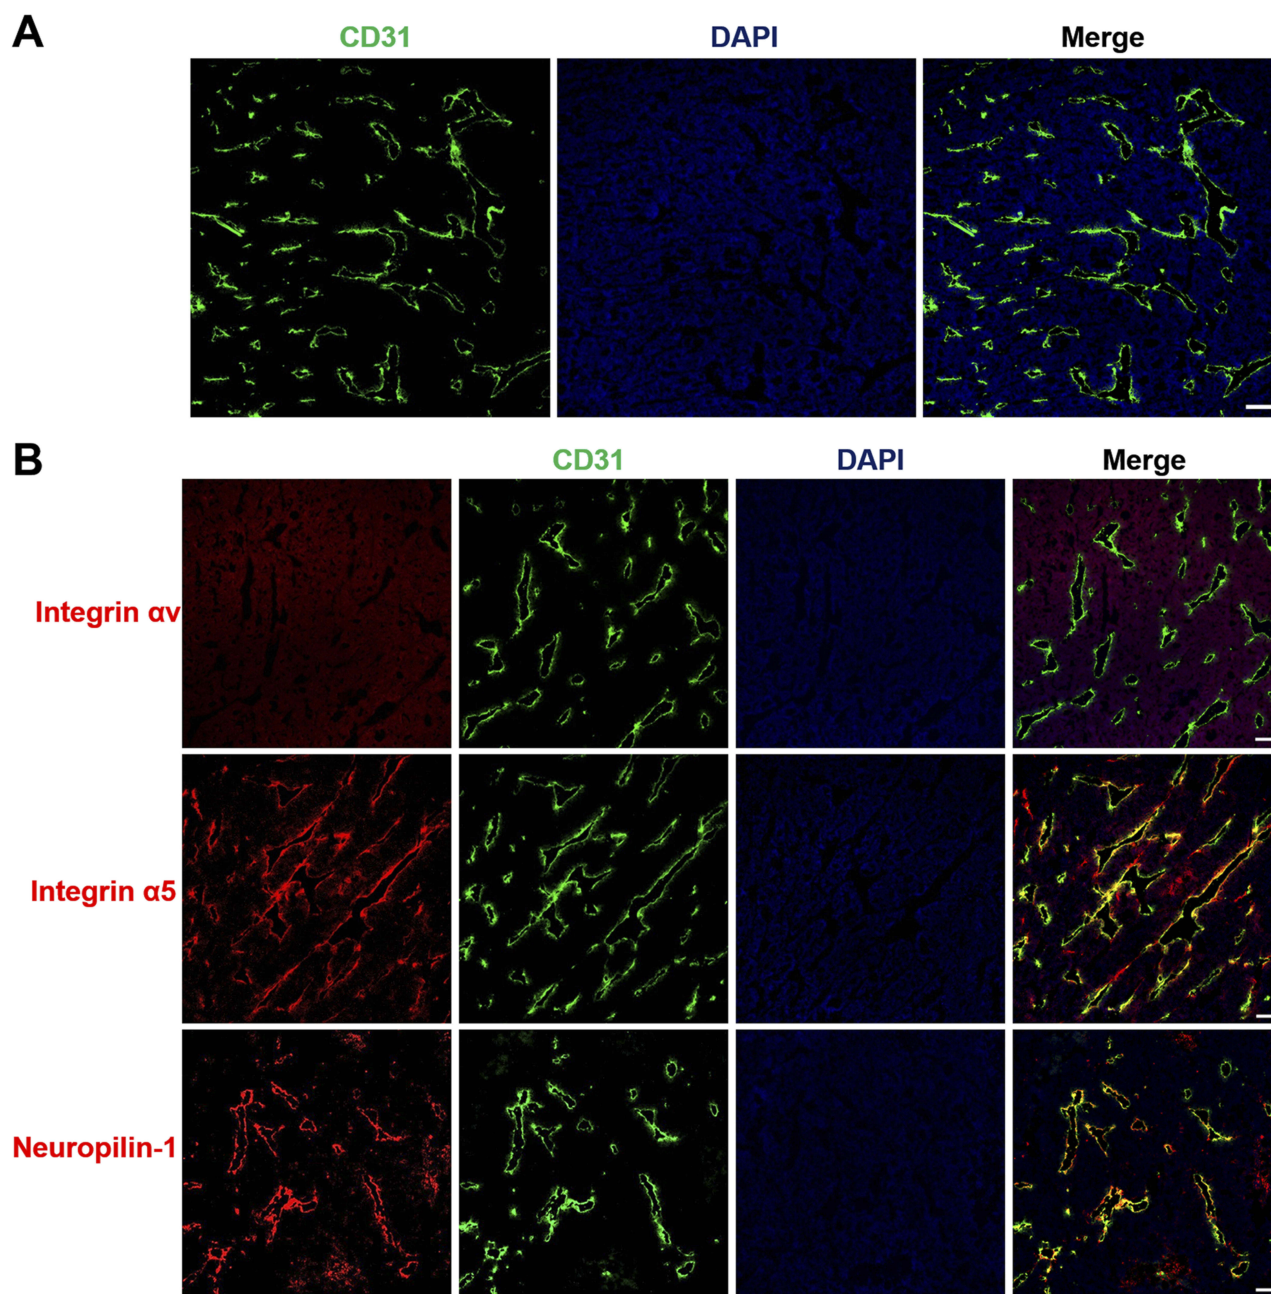 A
CD31 DAPI Merge
B
CD31 DAPI Merge
Integrin αv
Integrin α5
Neuropilin-1